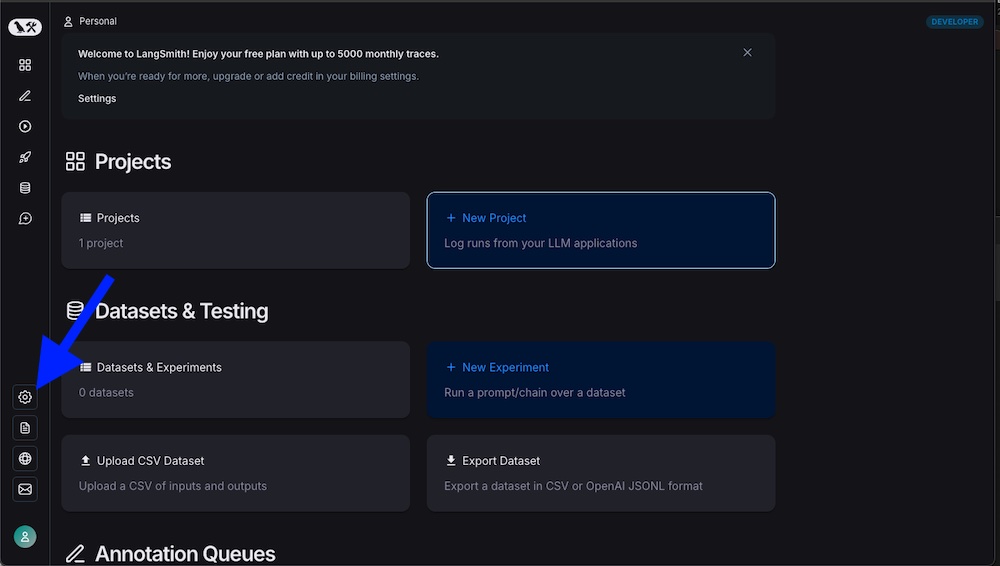 Personal
DEVELOPER
Welcome to LangSmith! Enjoy your free plan with up to 5000 monthly traces.
When you're ready for more, upgrade or add credit in your billing settings.
Settings
Projects
Projects
1 project
+ New Project
Log runs from your LLM applications
Datasets & Testing
Datasets & Experiments
0 datasets
+ New Experiment
Run a prompt/chain over a dataset
Upload CSV Dataset
Upload a CSV of inputs and outputs
Export Dataset
Export a dataset in CSV or OpenAI JSONL format
Annotation Queues